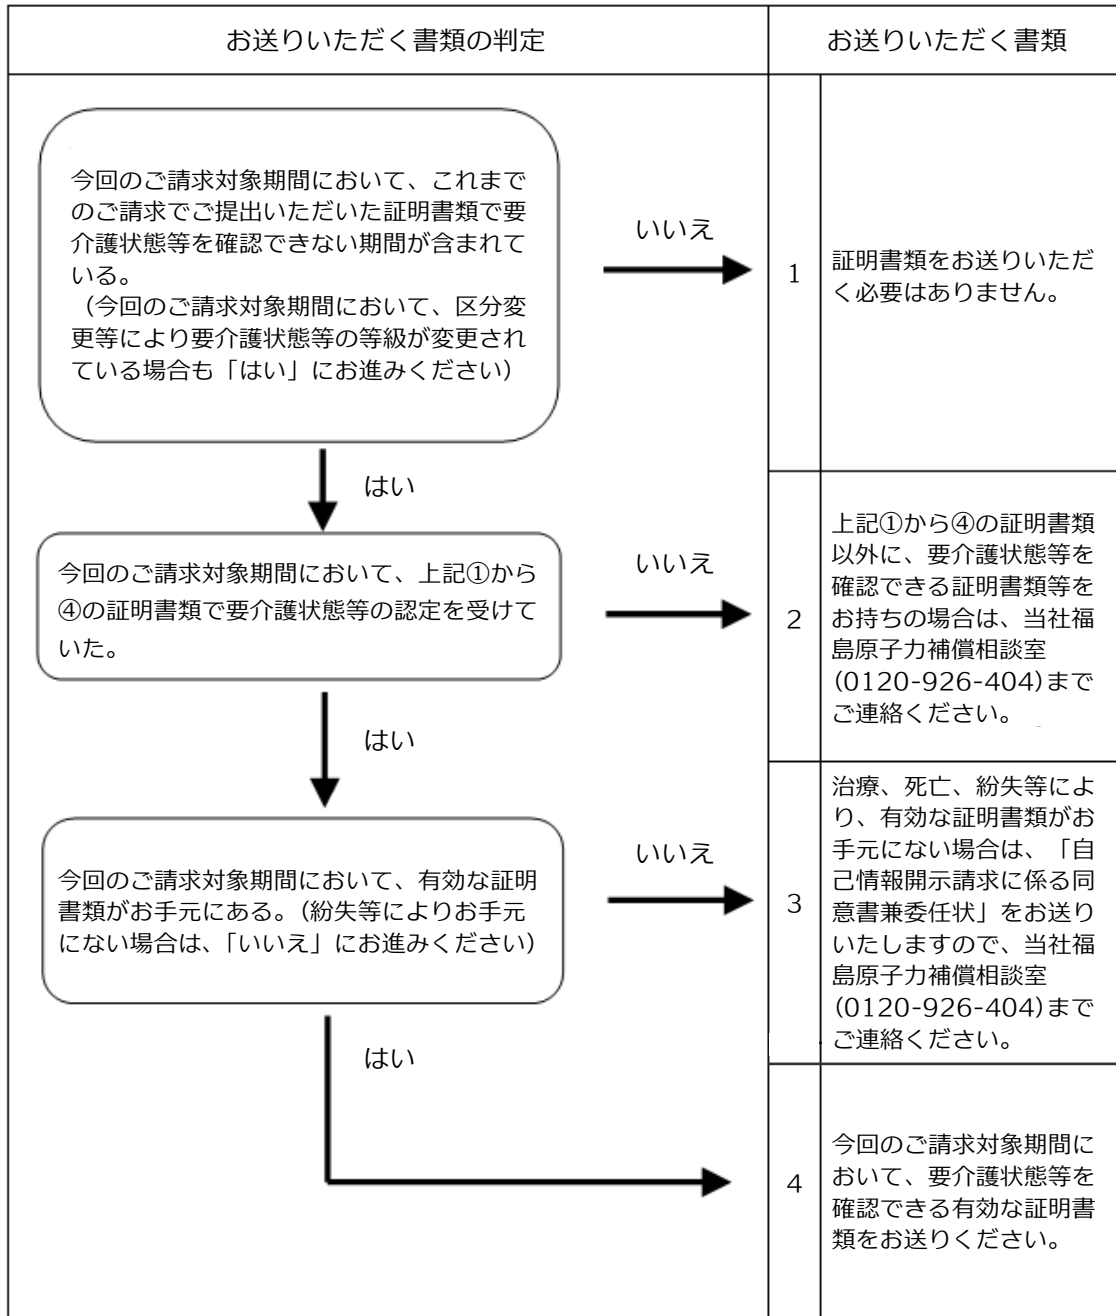 お送りいただく書類の判定
お送りいただく書類
今回のご請求対象期間において、これまで
のご請求でご提出いただいた証明書類で要
介護状態等を確認できない期間が含まれて
いる。
（今回のご請求対象期間において、区分変
更等により要介護状態等の等級が変更され
ている場合も「はい」にお進みください）
いいえ
1
証明書類をお送りいただ
く必要はありません。
はい
今回のご請求対象期間において、上記①から
④の証明書類で要介護状態等の認定を受けて
いた。
いいえ
2
上記①から④の証明書類
以外に、要介護状態等を
確認できる証明書類等を
お持ちの場合は、当社福
島原子力補償相談室
(0120-926-404)まで
ご連絡ください。
はい
今回のご請求対象期間において、有効な証明
書類がお手元にある。（紛失等によりお手元
にない場合は、「いいえ」にお進みください）
いいえ
3
治療、死亡、紛失等によ
り、有効な証明書類がお
手元にない場合は、「自
己情報開示請求に係る同
意書兼委任状」をお送り
いたしますので、当社福
島原子力補償相談室
(0120-926-404)まで
ご連絡ください。
はい
4
今回のご請求対象期間に
おいて、要介護状態等を
確認できる有効な証明書
類をお送りください。